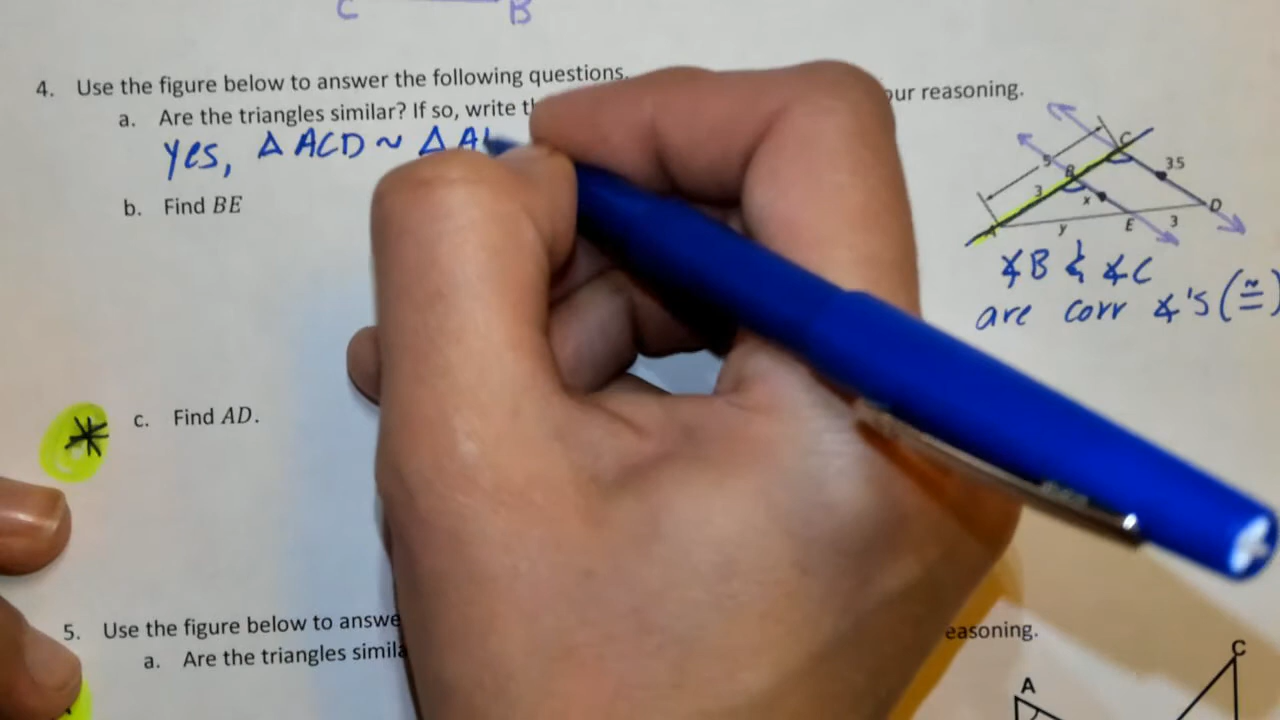 C B
4. Use the figure below to answer the following questions.
a. Are the triangles similar? If so, write our reasoning.
Yes, △ ACD ~ △ A
b. Find BE
C
5
3.5
B
3
x
D
A
y
E
3
∡B & ∡C
are corr ∡'s (≅)
c. Find AD.
*
5. Use the figure below to answe easoning.
a. Are the triangles simila
C
A